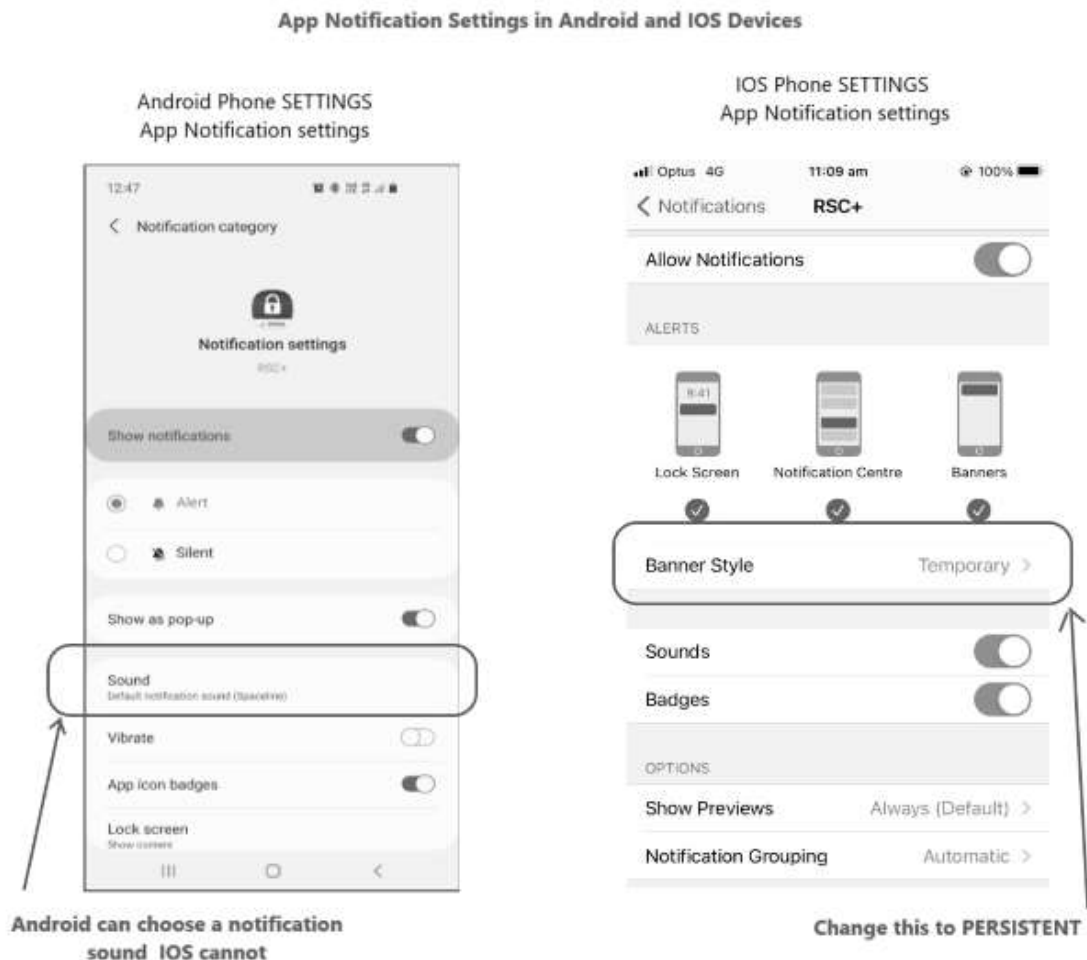 App Notification Settings in Android and IOS Devices
Android Phone SETTINGS
App Notification settings
12:47
Notification category
Notification settings
RSC+
Show notifications
Alert
Silent
Show as pop-up
Sound
Default notification sound (Spaceline)
Vibrate
App icon badges
Lock screen
Show content
Android can choose a notification
sound IOS cannot
IOS Phone SETTINGS
App Notification settings
Optus 4G 11:09 am 100%
Notifications RSC+
Allow Notifications
ALERTS
9:41
Lock Screen Notification Centre Banners
Banner Style Temporary
Sounds
Badges
OPTIONS
Show Previews Always (Default)
Notification Grouping Automatic
Change this to PERSISTENT